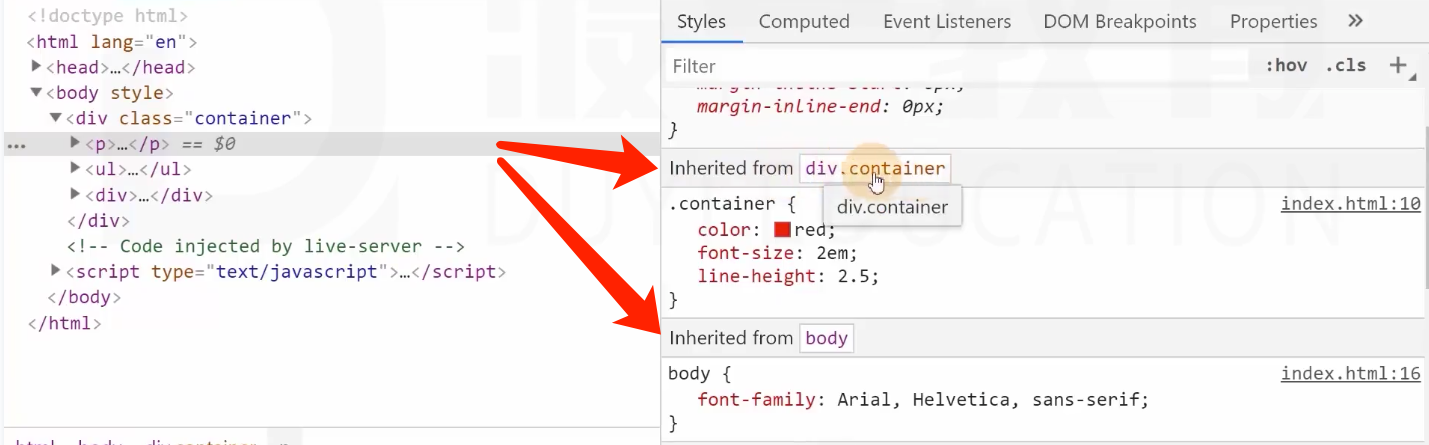 <!doctype html>
<html lang="en">
<head>…</head>
<body style>
<div class="container">
… <p>…</p> == $0
<ul>…</ul>
<div>…</div>
</div>
<!-- Code injected by live-server -->
<script type="text/javascript">…</script>
</body>
</html>
Styles Computed Event Listeners DOM Breakpoints Properties »
Filter :hov .cls +
margin-inline-start: 0px;
margin-inline-end: 0px;
}
Inherited from div.container
div.container
.container { index.html:10
color: red;
font-size: 2em;
line-height: 2.5;
}
Inherited from body
body { index.html:16
font-family: Arial, Helvetica, sans-serif;
}